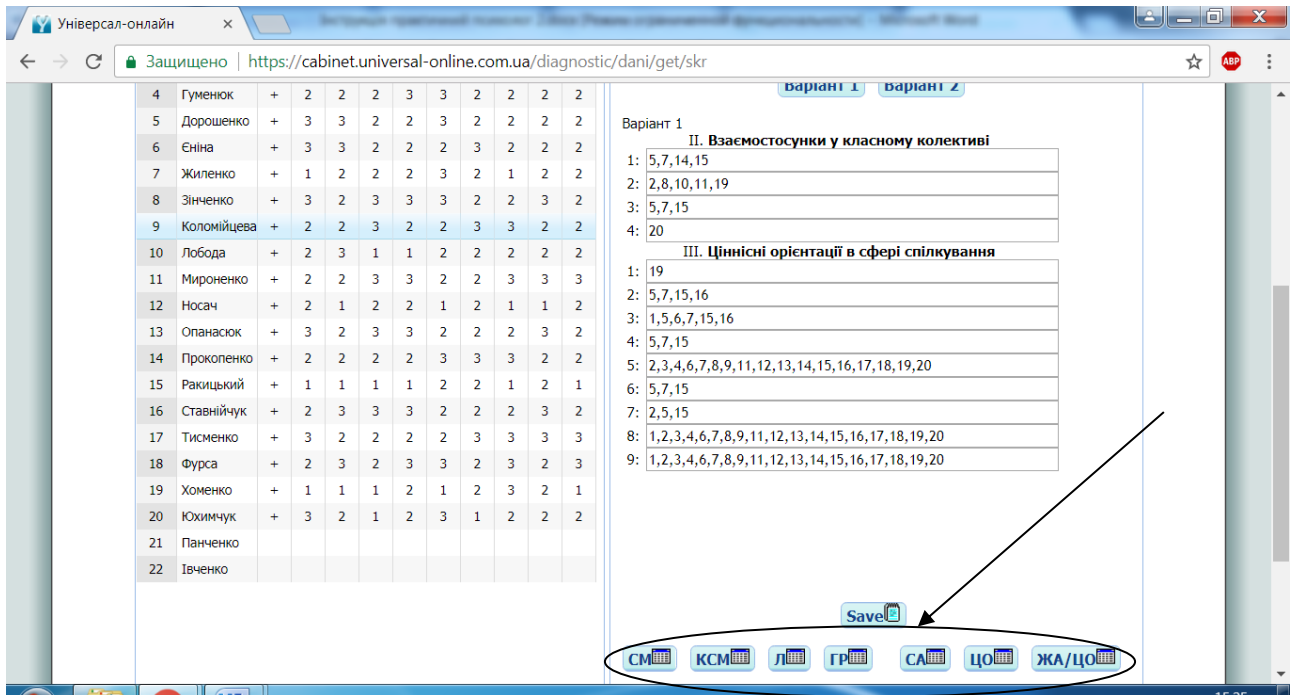 Універсал-онлайн
Защищено https://cabinet.universal-online.com.ua/diagnostic/dani/get/skr ABP
4 Гуменюк + 2 2 2 3 3 2 2 2 2
5 Дорошенко + 3 3 2 2 3 2 2 2 2
6 Єніна + 3 3 2 2 2 3 2 2 2
7 Жиленко + 1 2 2 2 3 2 1 2 2
8 Зінченко + 3 2 3 3 3 2 2 3 2
9 Коломійцева + 2 2 3 2 2 3 3 2 2
10 Лобода + 2 3 1 1 2 2 2 2 2
11 Мироненко + 2 2 3 3 2 2 3 3 3
12 Носач + 2 1 2 2 1 2 1 1 2
13 Опанасюк + 3 2 3 3 2 2 2 3 2
14 Прокопенко + 2 2 2 2 3 3 3 2 2
15 Ракицький + 1 1 1 1 2 2 1 2 1
16 Ставнійчук + 2 3 3 3 2 2 2 3 2
17 Тисменко + 3 2 2 2 2 3 3 3 3
18 Фурса + 2 3 2 3 3 2 3 2 3
19 Хоменко + 1 1 1 2 1 2 3 2 1
20 Юхимчук + 3 2 1 2 3 1 2 2 2
21 Панченко
22 Івченко
Варіант 1 Варіант 2
Варіант 1
II. Взаємостосунки у класному колективі
1: 5,7,14,15
2: 2,8,10,11,19
3: 5,7,15
4: 20
III. Ціннісні орієнтації в сфері спілкування
1: 19
2: 5,7,15,16
3: 1,5,6,7,15,16
4: 5,7,15
5: 2,3,4,6,7,8,9,11,12,13,14,15,16,17,18,19,20
6: 5,7,15
7: 2,5,15
8: 1,2,3,4,6,7,8,9,11,12,13,14,15,16,17,18,19,20
9: 1,2,3,4,6,7,8,9,11,12,13,14,15,16,17,18,19,20
Save
СМ КСМ Л ГР СА ЦО ЖА/ЦО